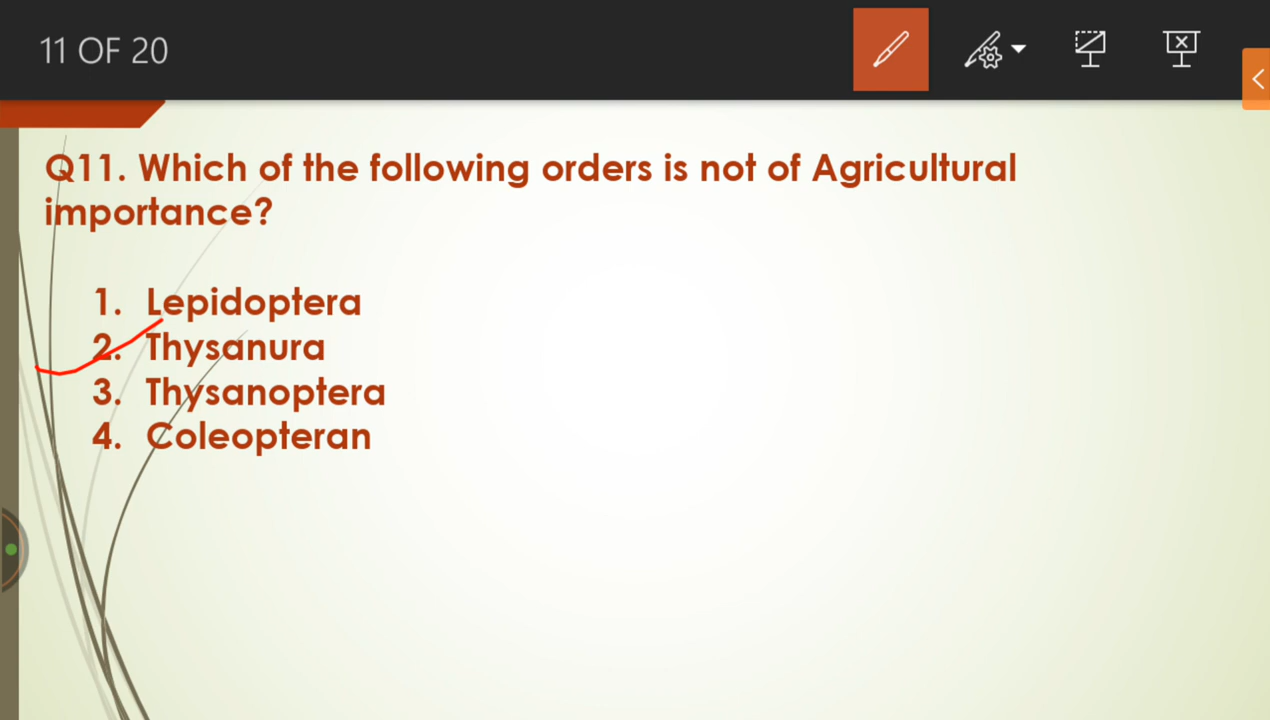 11 OF 20
Q11. Which of the following orders is not of Agricultural
importance?
1. Lepidoptera
2. Thysanura
3. Thysanoptera
4. Coleopteran